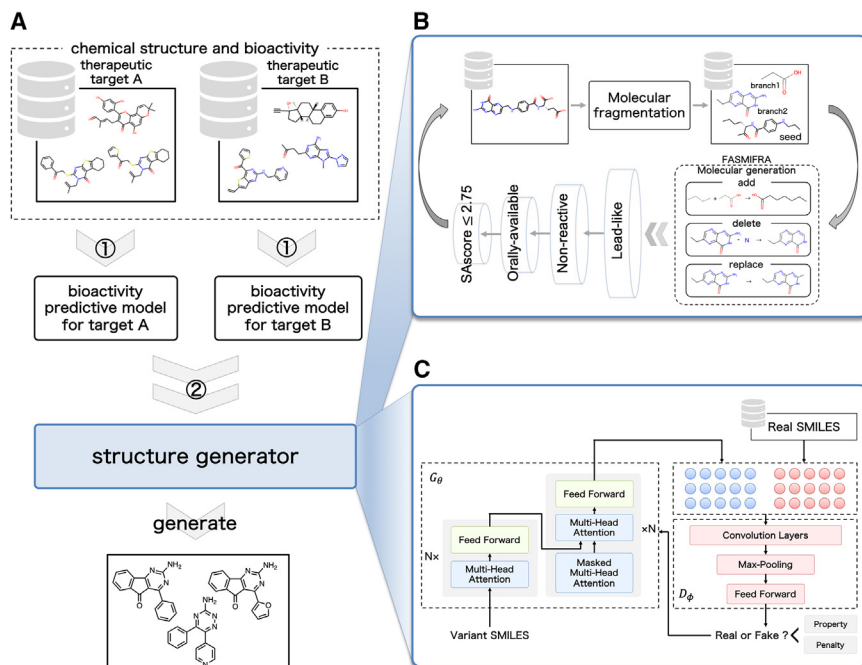 A
chemical structure and bioactivity
therapeutic
target A
therapeutic
target B
①
①
bioactivity
predictive model
for target A
bioactivity
predictive model
for target B
②
structure generator
generate
B
Molecular
fragmentation
branch1
branch2
seed
FASMIFRA
Molecular generation
add
delete
replace
SAscore ≤ 2.75
Orally-available
Non-reactive
Lead-like
C
Real SMILES
Gθ
Feed Forward
Multi-Head
Attention
Masked
Multi-Head
Attention
×N
N×
Feed Forward
Multi-Head
Attention
Variant SMILES
Convolution Layers
Max-Pooling
Feed Forward
Dϕ
Real or Fake ?
Property
Penalty